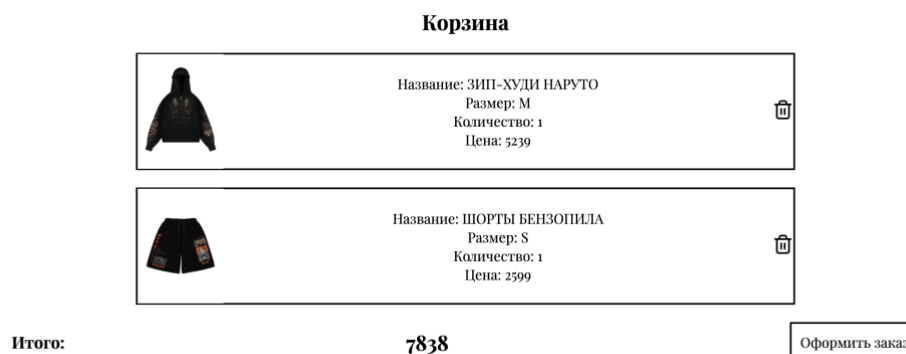 Корзина
Название: ЗИП-ХУДИ НАРУТО
Размер: M
Количество: 1
Цена: 5239
Название: ШОРТЫ БЕНЗОПИЛА
Размер: S
Количество: 1
Цена: 2599
Итого: 7838 Оформить заказ